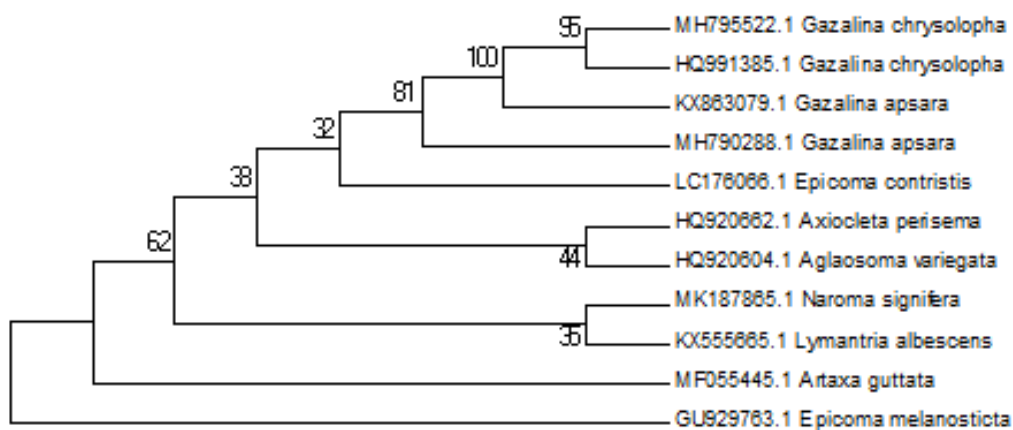 95
MH795522.1 Gazalina chrysolopha
100
HQ991385.1 Gazalina chrysolopha
81
KX863079.1 Gazalina apsara
32
MH790288.1 Gazalina apsara
38
LC176066.1 Epicoma contristis
62
HQ920662.1 Axiocleta perisema
44
HQ920604.1 Aglaosoma variegata
MK187865.1 Naroma signifera
35
KX555665.1 Lymantria albescens
MF055445.1 Artaxa guttata
GU929763.1 Epicoma melanosticta